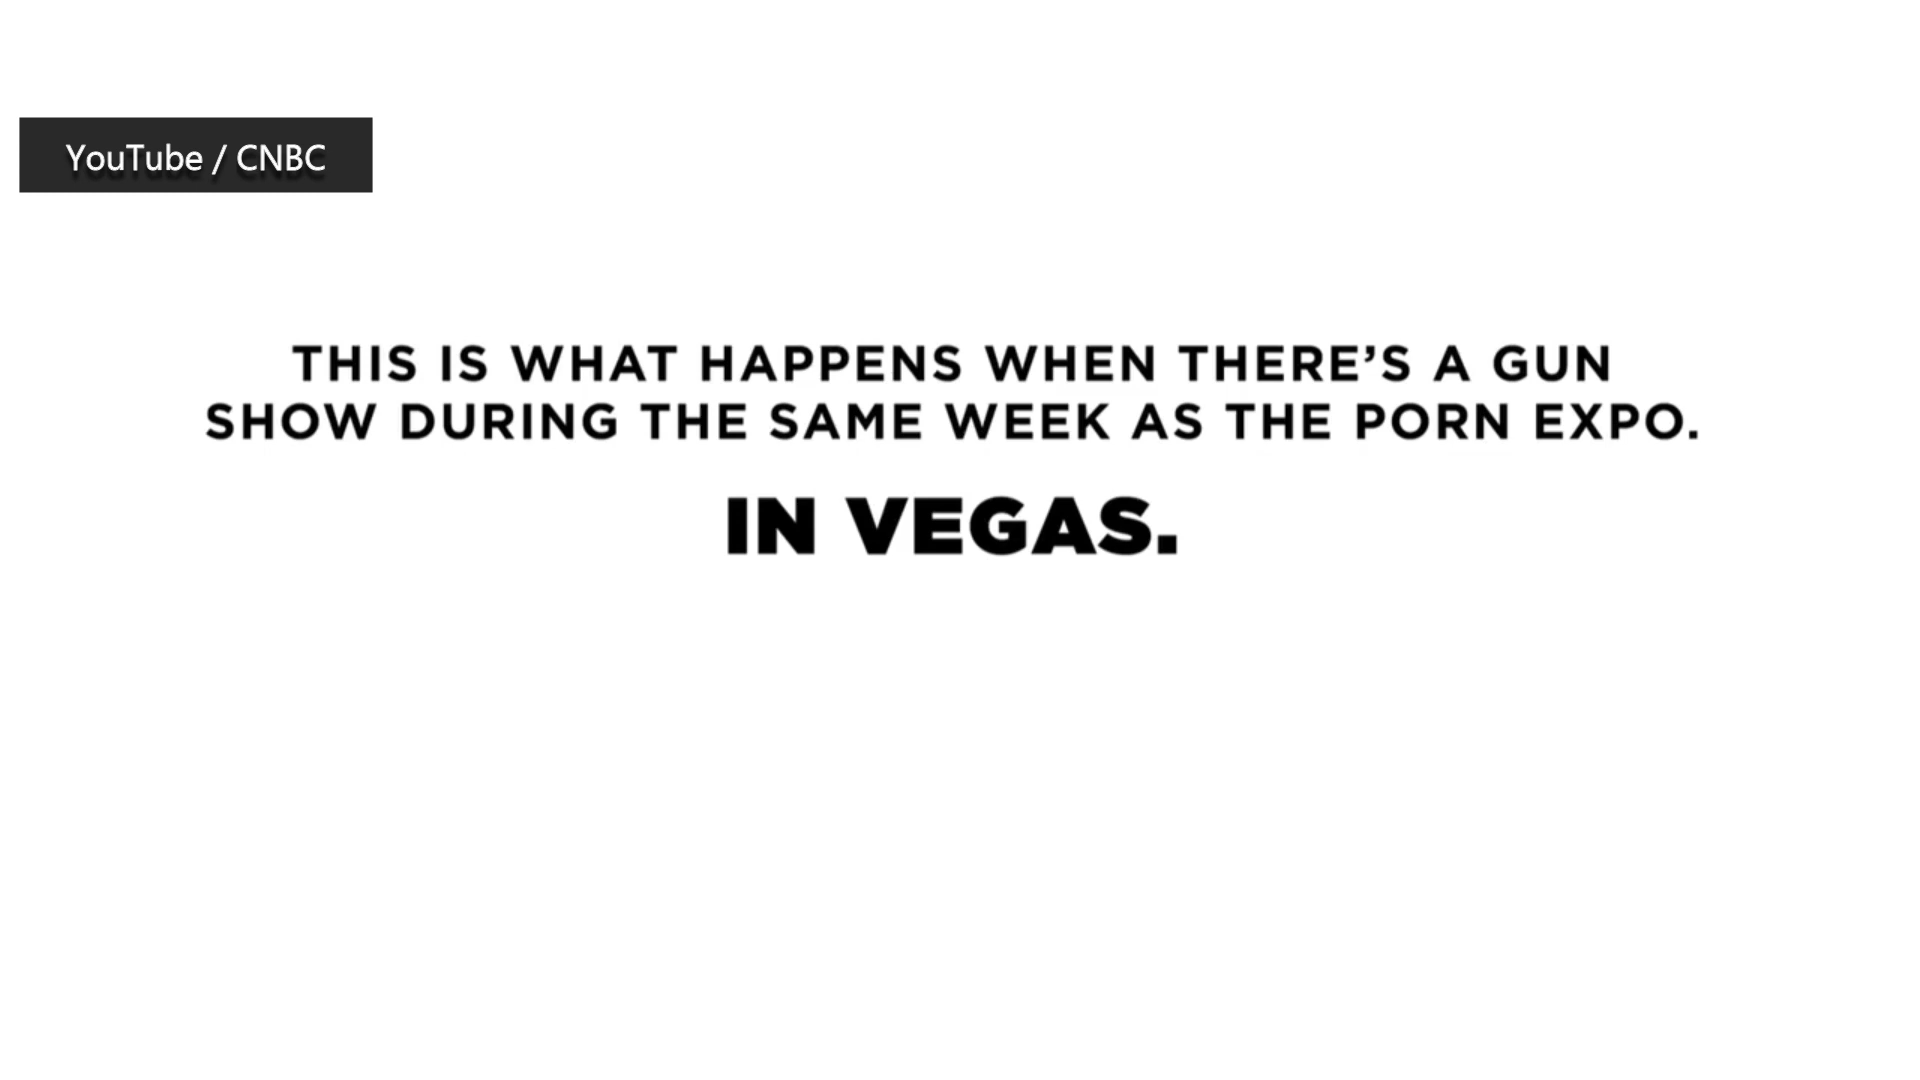 YouTube / CNBC
THIS IS WHAT HAPPENS WHEN THERE’S A GUN
SHOW DURING THE SAME WEEK AS THE PORN EXPO.
IN VEGAS.